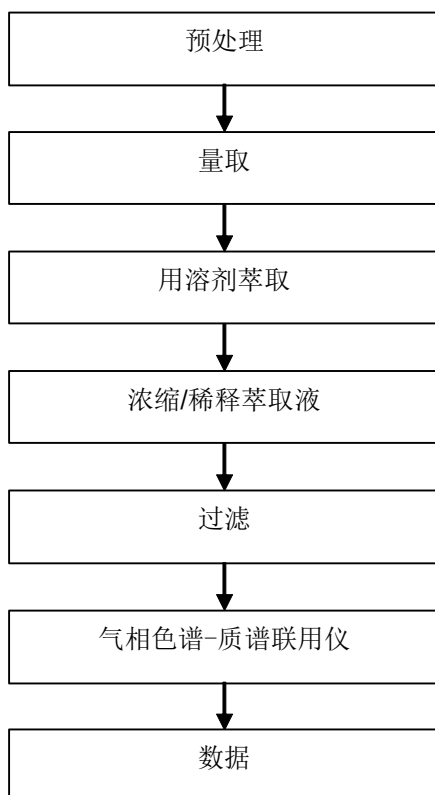 预处理
量取
用溶剂萃取
浓缩/稀释萃取液
过滤
气相色谱-质谱联用仪
数据